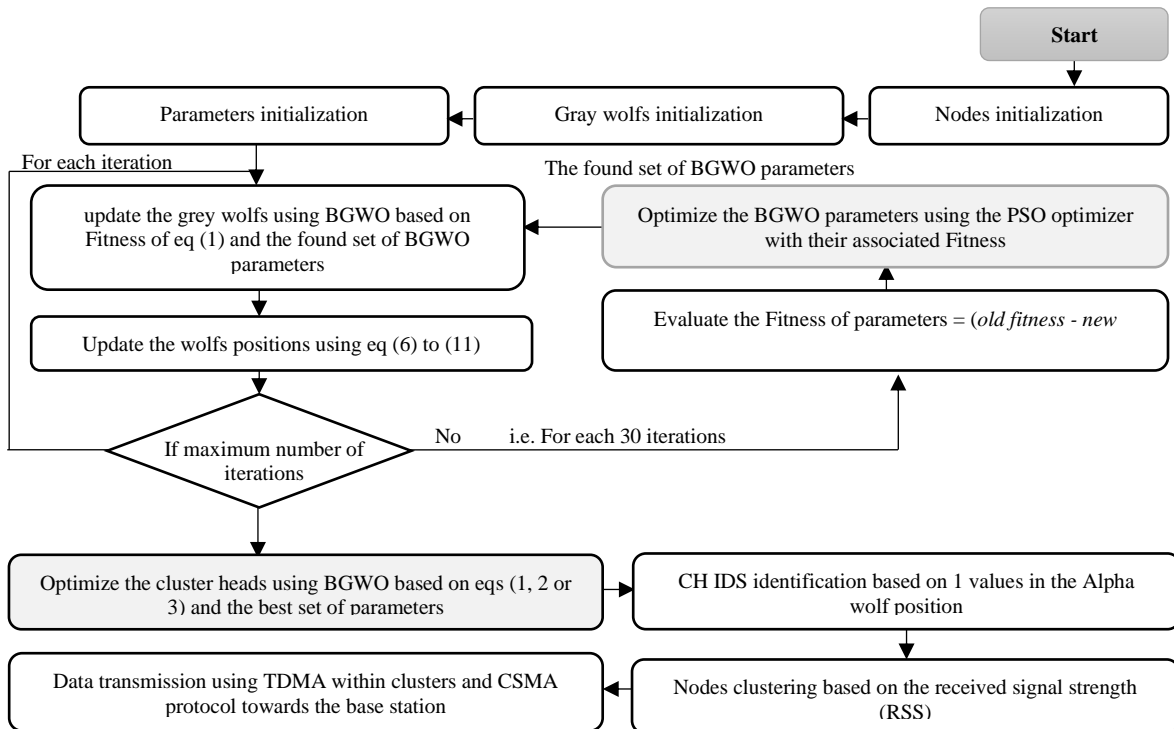 Start
Nodes initialization
Gray wolfs initialization
Parameters initialization
For each iteration
update the grey wolfs using BGWO based on
Fitness of eq (1) and the found set of BGWO
parameters
The found set of BGWO parameters
Optimize the BGWO parameters using the PSO optimizer
with their associated Fitness
Evaluate the Fitness of parameters = (old fitness - new
Update the wolfs positions using eq (6) to (11)
If maximum number of
iterations
No i.e. For each 30 iterations
Optimize the cluster heads using BGWO based on eqs (1, 2 or
3) and the best set of parameters
CH IDS identification based on 1 values in the Alpha
wolf position
Nodes clustering based on the received signal strength
(RSS)
Data transmission using TDMA within clusters and CSMA
protocol towards the base station